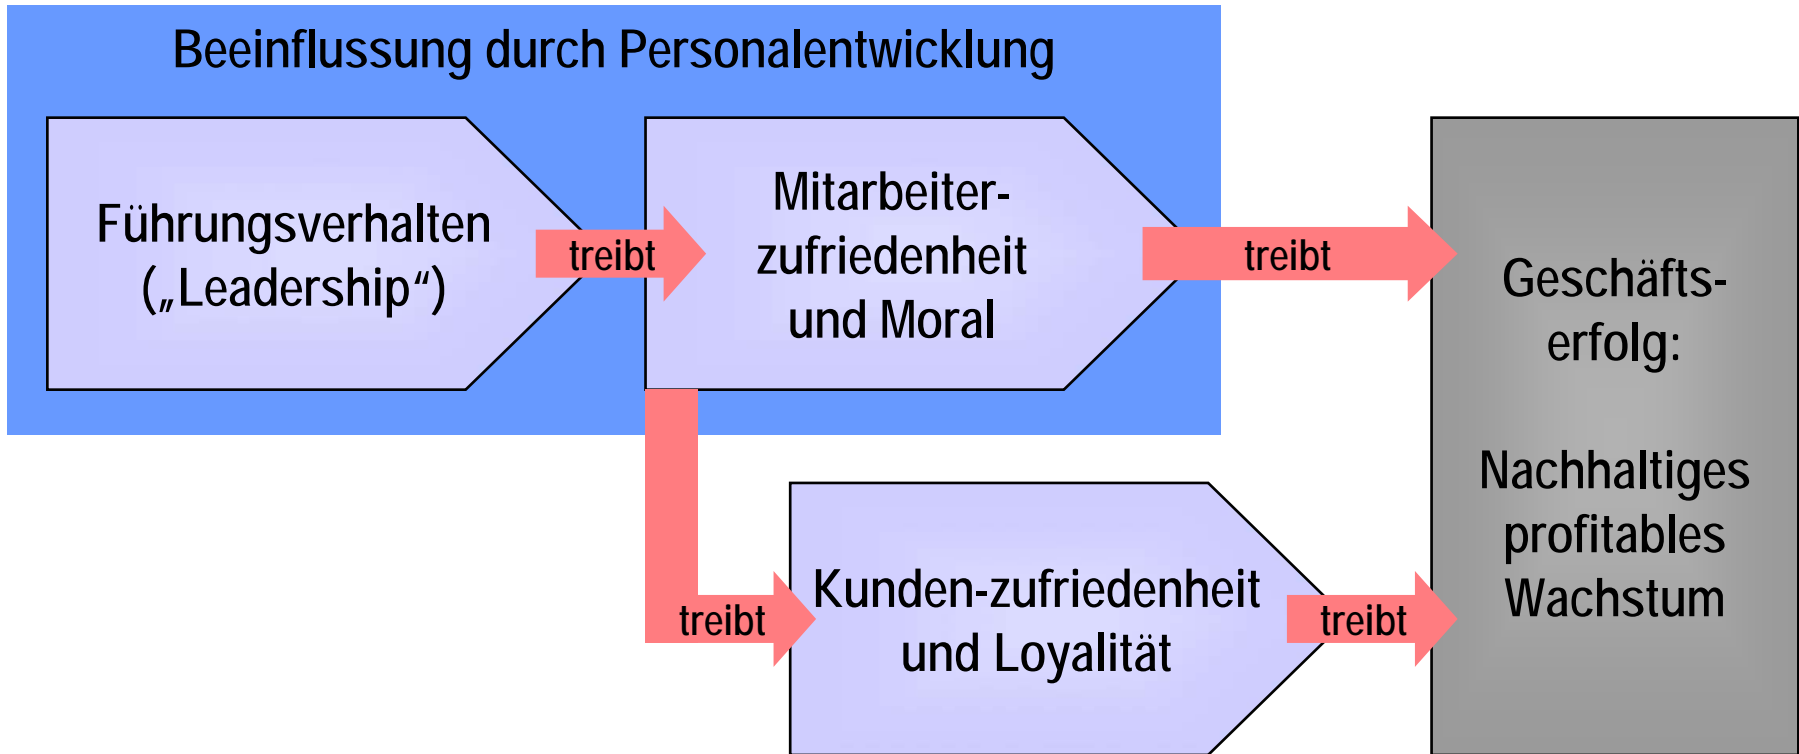 Beeinflussung durch Personalentwicklung
Führungsverhalten
(„Leadership“)
treibt
Mitarbeiter-
zufriedenheit
und Moral
treibt
treibt
Kunden-zufriedenheit
und Loyalität
treibt
Geschäfts-
erfolg:
Nachhaltiges
profitables
Wachstum